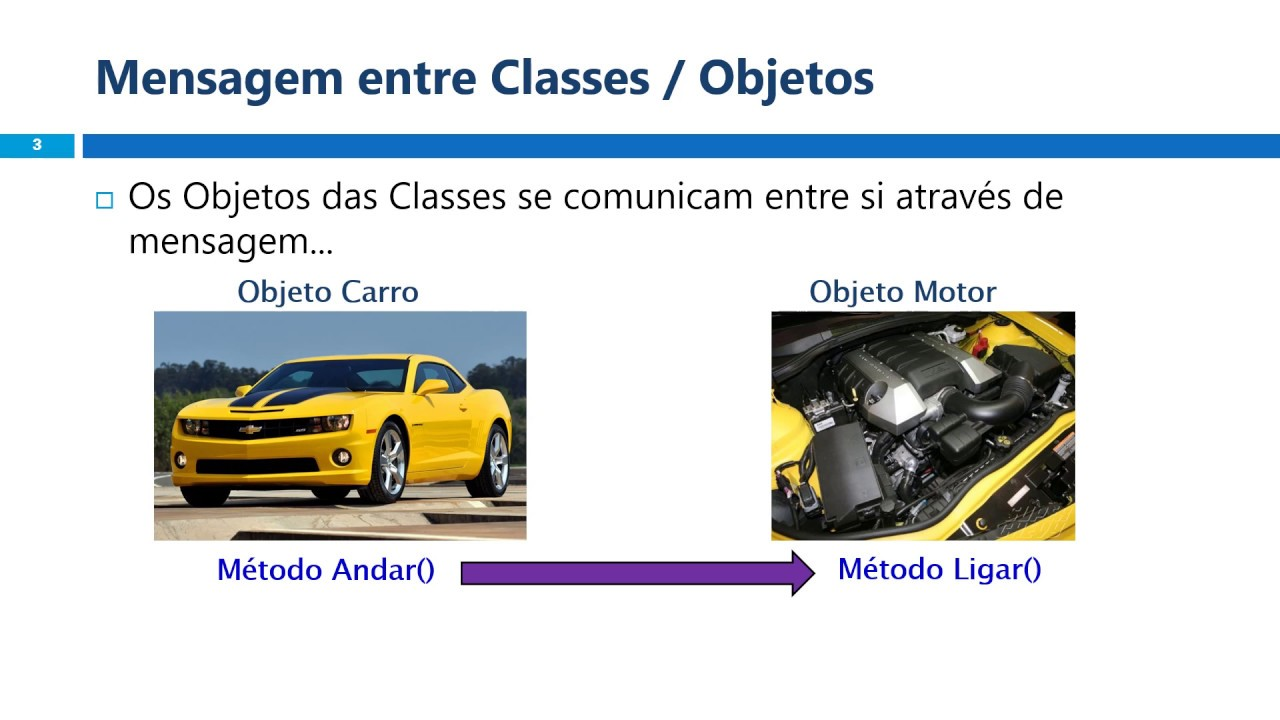 Mensagem entre Classes / Objetos
3
Os Objetos das Classes se comunicam entre si através de
mensagem...
Objeto Carro
Objeto Motor
Método Andar()
Método Ligar()